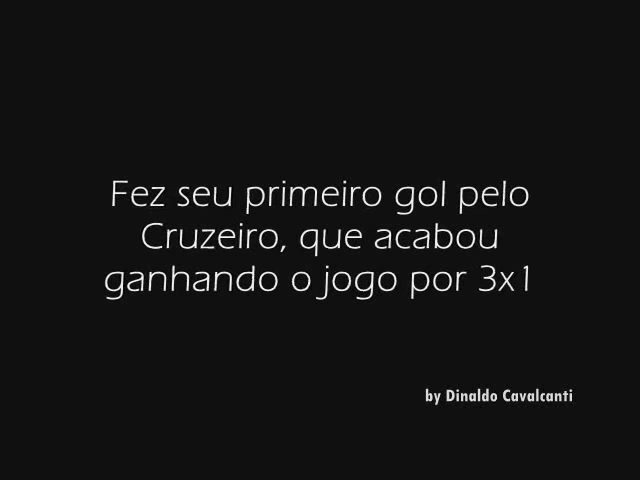 Fez seu primeiro gol pelo
Cruzeiro, que acabou
ganhando o jogo por 3x1
by Dinaldo Cavalcanti